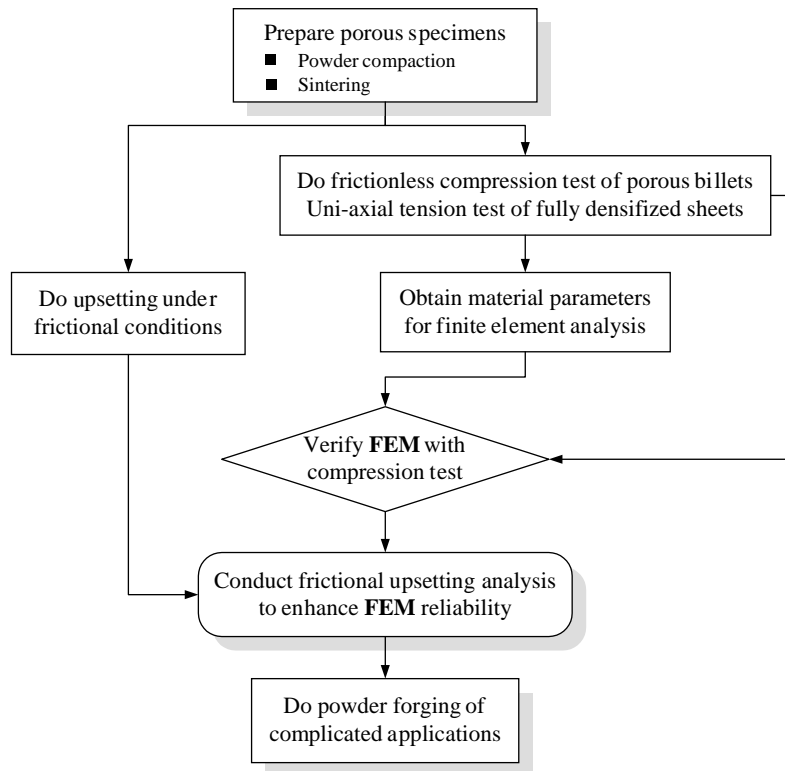 Prepare porous specimens
■ Powder compaction
■ Sintering
Do frictionless compression test of porous billets
Uni-axial tension test of fully densifized sheets
Do upsetting under
frictional conditions
Obtain material parameters
for finite element analysis
Verify FEM with
compression test
Conduct frictional upsetting analysis
to enhance FEM reliability
Do powder forging of
complicated applications